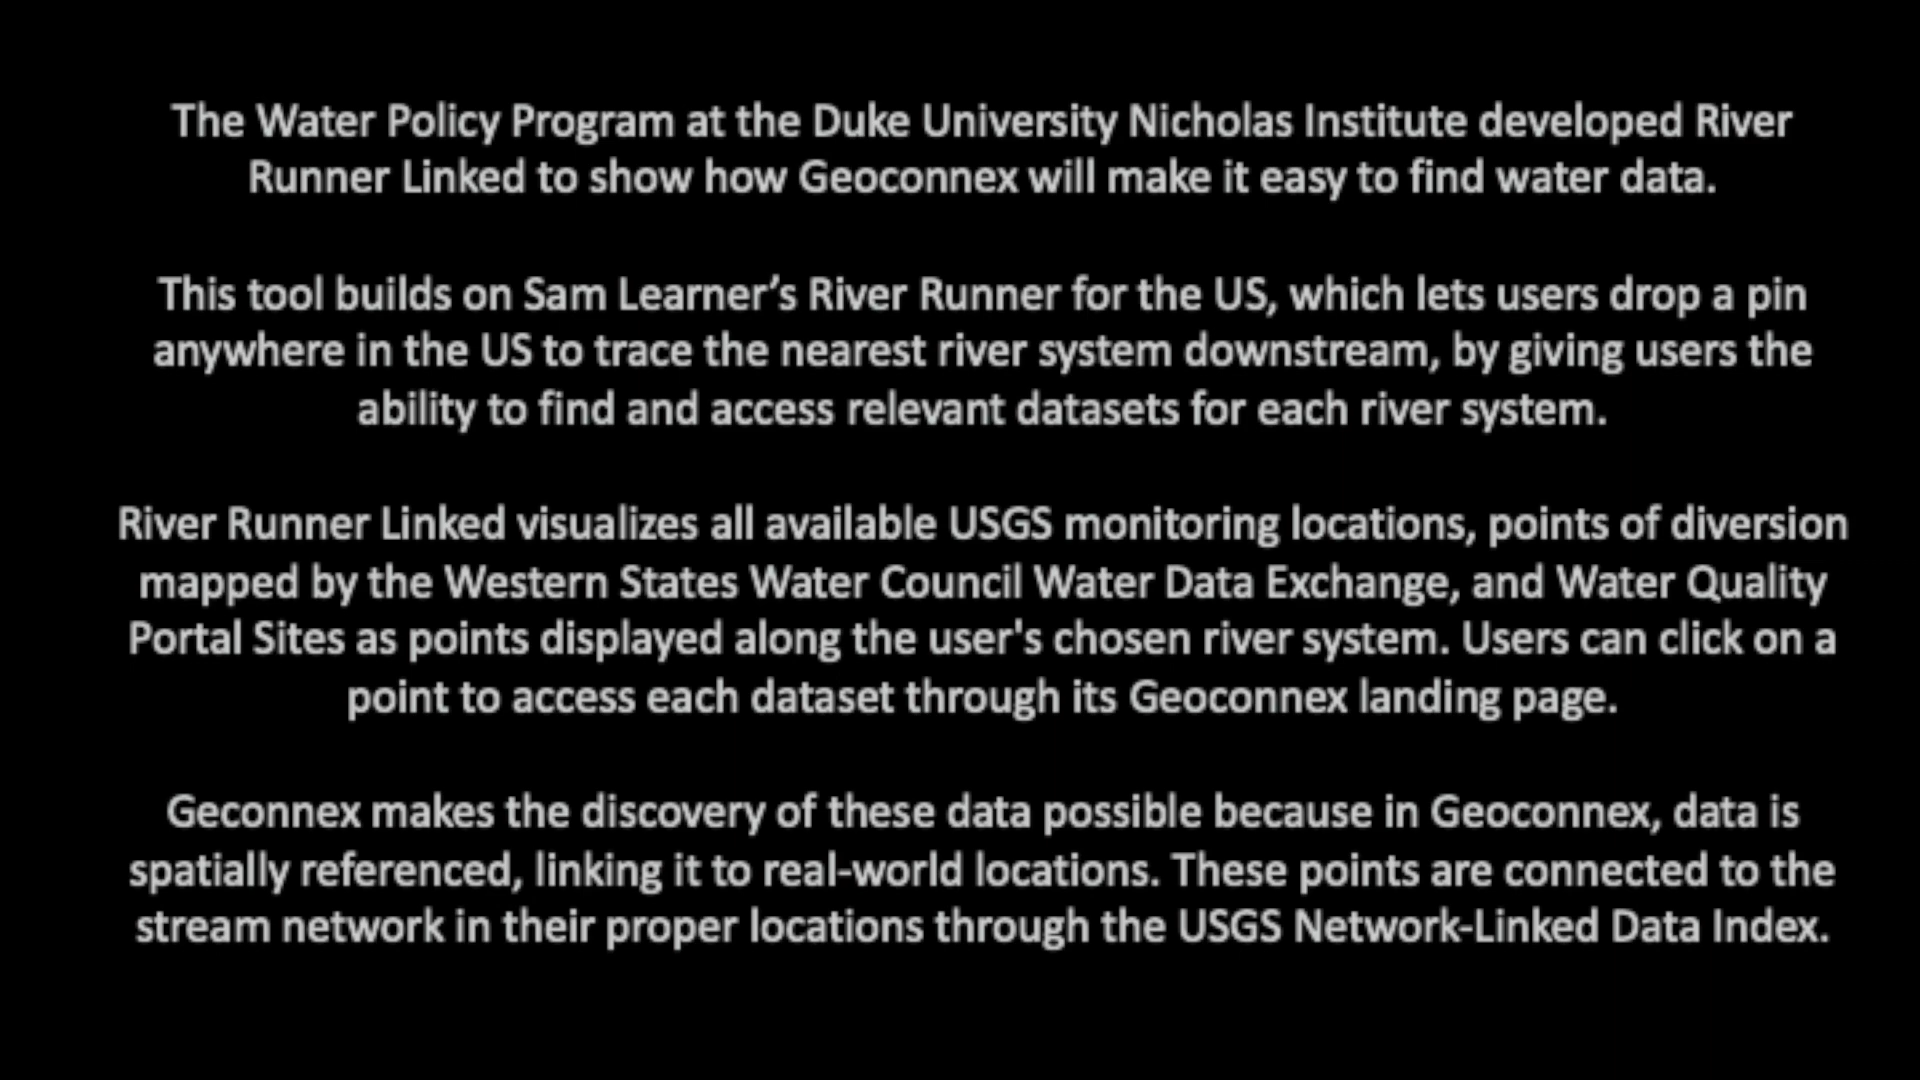 The Water Policy Program at the Duke University Nicholas Institute developed River
Runner Linked to show how Geoconnex will make it easy to find water data.
This tool builds on Sam Learner’s River Runner for the US, which lets users drop a pin
anywhere in the US to trace the nearest river system downstream, by giving users the
ability to find and access relevant datasets for each river system.
River Runner Linked visualizes all available USGS monitoring locations, points of diversion
mapped by the Western States Water Council Water Data Exchange, and Water Quality
Portal Sites as points displayed along the user's chosen river system. Users can click on a
point to access each dataset through its Geoconnex landing page.
Geconnex makes the discovery of these data possible because in Geoconnex, data is
spatially referenced, linking it to real-world locations. These points are connected to the
stream network in their proper locations through the USGS Network-Linked Data Index.